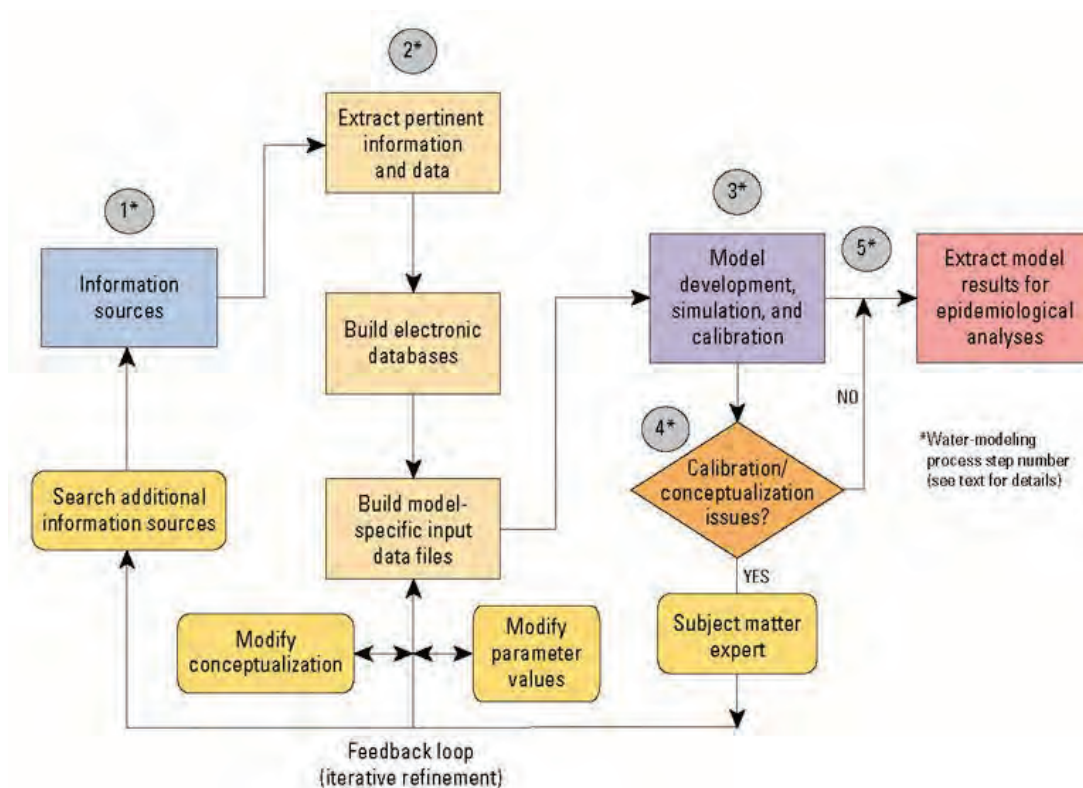 2*
Extract pertinent
information
and data
1*
Information
sources
3*
Model
development,
simulation, and
calibration
5*
Extract model
results for
epidemiological
analyses
Build electronic
databases
NO
4*
Calibration/
conceptualization
issues?
*Water-modeling
process step number
(see text for details)
Search additional
information sources
Build model-
specific input
data files
YES
Subject matter
expert
Modify
conceptualization
Modify
parameter
values
Feedback loop
(iterative refinement)